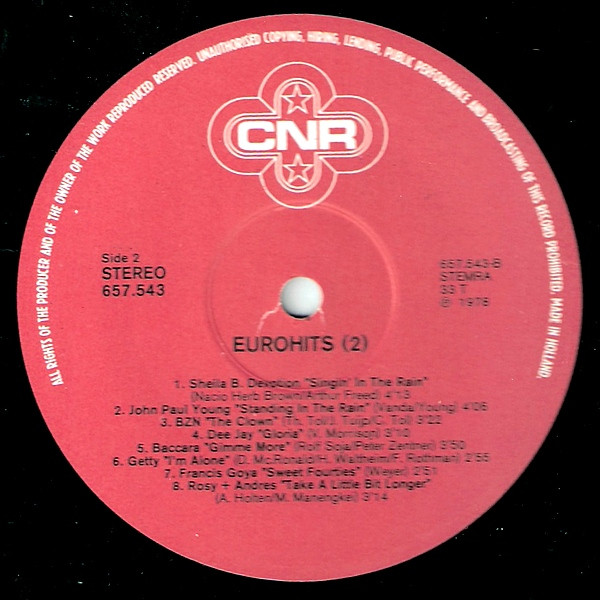 ALL RIGHTS OF THE PRODUCER AND OF THE OWNER OF THE WORK REPRODUCED RESERVED. UNAUTHORISED COPYING, HIRING, LENDING, PUBLIC PERFORMANCE AND BROADCASTING OF THIS RECORD PROHIBITED. MADE IN HOLLAND.
CNR
Side 2
STEREO
657.543
657.543-B
STEMRA
33 T
℗ 1978
EUROHITS (2)
1. Sheila B. Devotion "Singin' In The Rain"
(Nacio Herb Brown/Arthur Freed) 4'13
2. John Paul Young "Standing In The Rain" (Vanda/Young) 4'06
3. BZN "The Clown" (Th. Tol/J. Tuip/C. Tol) 3'22
4. Dee Jay "Gloria" (V. Morrison) 3'10
5. Baccara "Gimme More" (Rolf Soja/Peter Zentner) 3'50
6. Getty "I'm Alone" (D. McRonald/H. Waltheim/F. Rothman) 2'55
7. Francis Goya "Sweet Fourties" (Weyer) 2'51
8. Rosy + Andres "Take A Little Bit Longer"
(A. Holten/M. Manengkei) 3'14